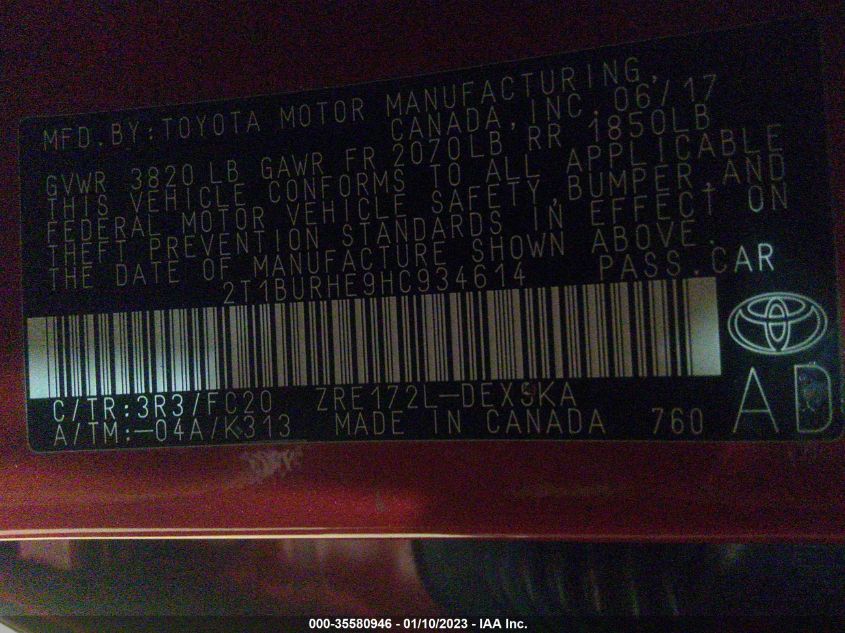 MFD.BY:TOYOTA MOTOR MANUFACTURING,
CANADA,INC. 06/17
GVWR 3820 LB GAWR FR 2070LB RR 1850LB
THIS VEHICLE CONFORMS TO ALL APPLICABLE
FEDERAL MOTOR VEHICLE SAFETY,BUMPER,AND
THEFT PREVENTION STANDARDS IN EFFECT ON
THE DATE OF MANUFACTURE SHOWN ABOVE.
2T1BURHE9HC934614 PASS.CAR
C/TR:3R3/FC20 ZRE172L-DEXSKA
A/TM:-04A/K313 MADE IN CANADA 760
AD
000-35580946 - 01/10/2023 - IAA Inc.